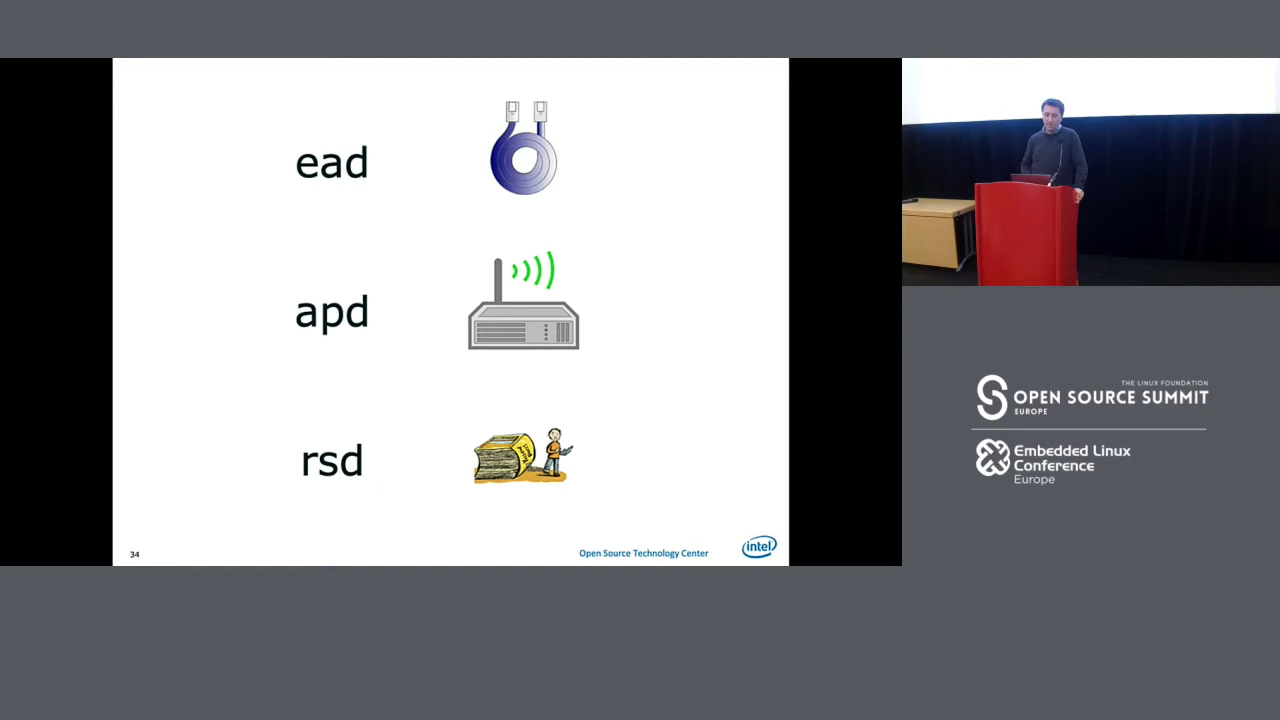 ead
apd
rsd
34
Open Source Technology Center
intel
THE LINUX FOUNDATION
OPEN SOURCE SUMMIT
EUROPE
Embedded Linux
Conference
Europe